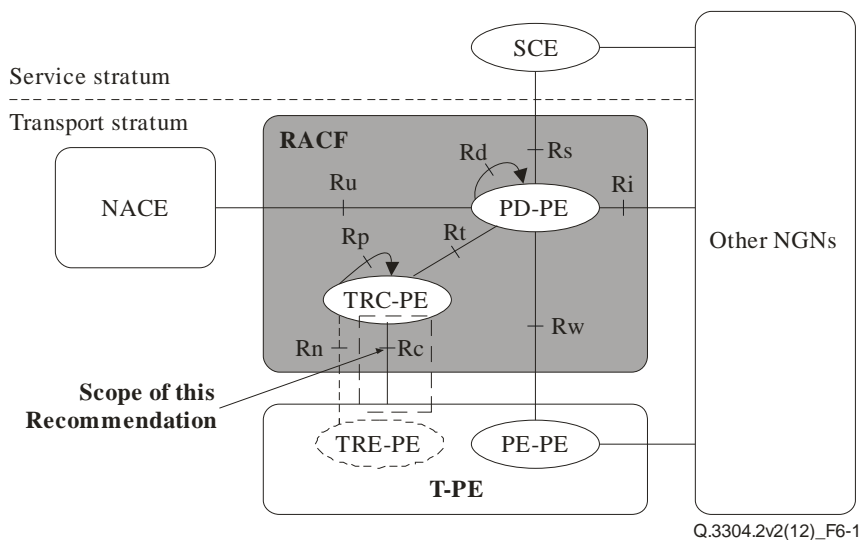 SCE
Service stratum
Transport stratum
RACF
Rd
Rs
Ru
Ri
NACE
PD-PE
Other NGNs
Rp
Rt
TRC-PE
Rw
Rn
Rc
Scope of this
Recommendation
TRE-PE
PE-PE
T-PE
Q.3304.2v2(12)_F6-1